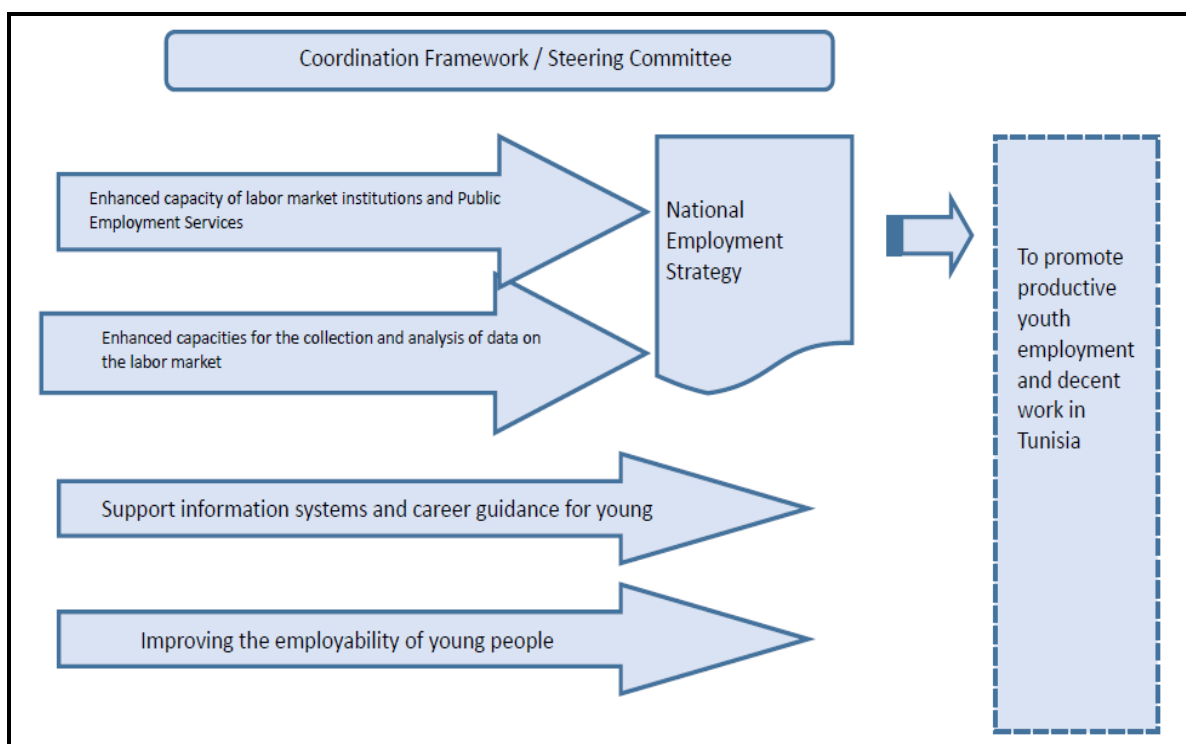 Coordination Framework / Steering Committee
Enhanced capacity of labor market institutions and Public
Employment Services
Enhanced capacities for the collection and analysis of data on
the labor market
National
Employment
Strategy
To promote
productive
youth
employment
and decent
work in
Tunisia
Support information systems and career guidance for young
Improving the employability of young people